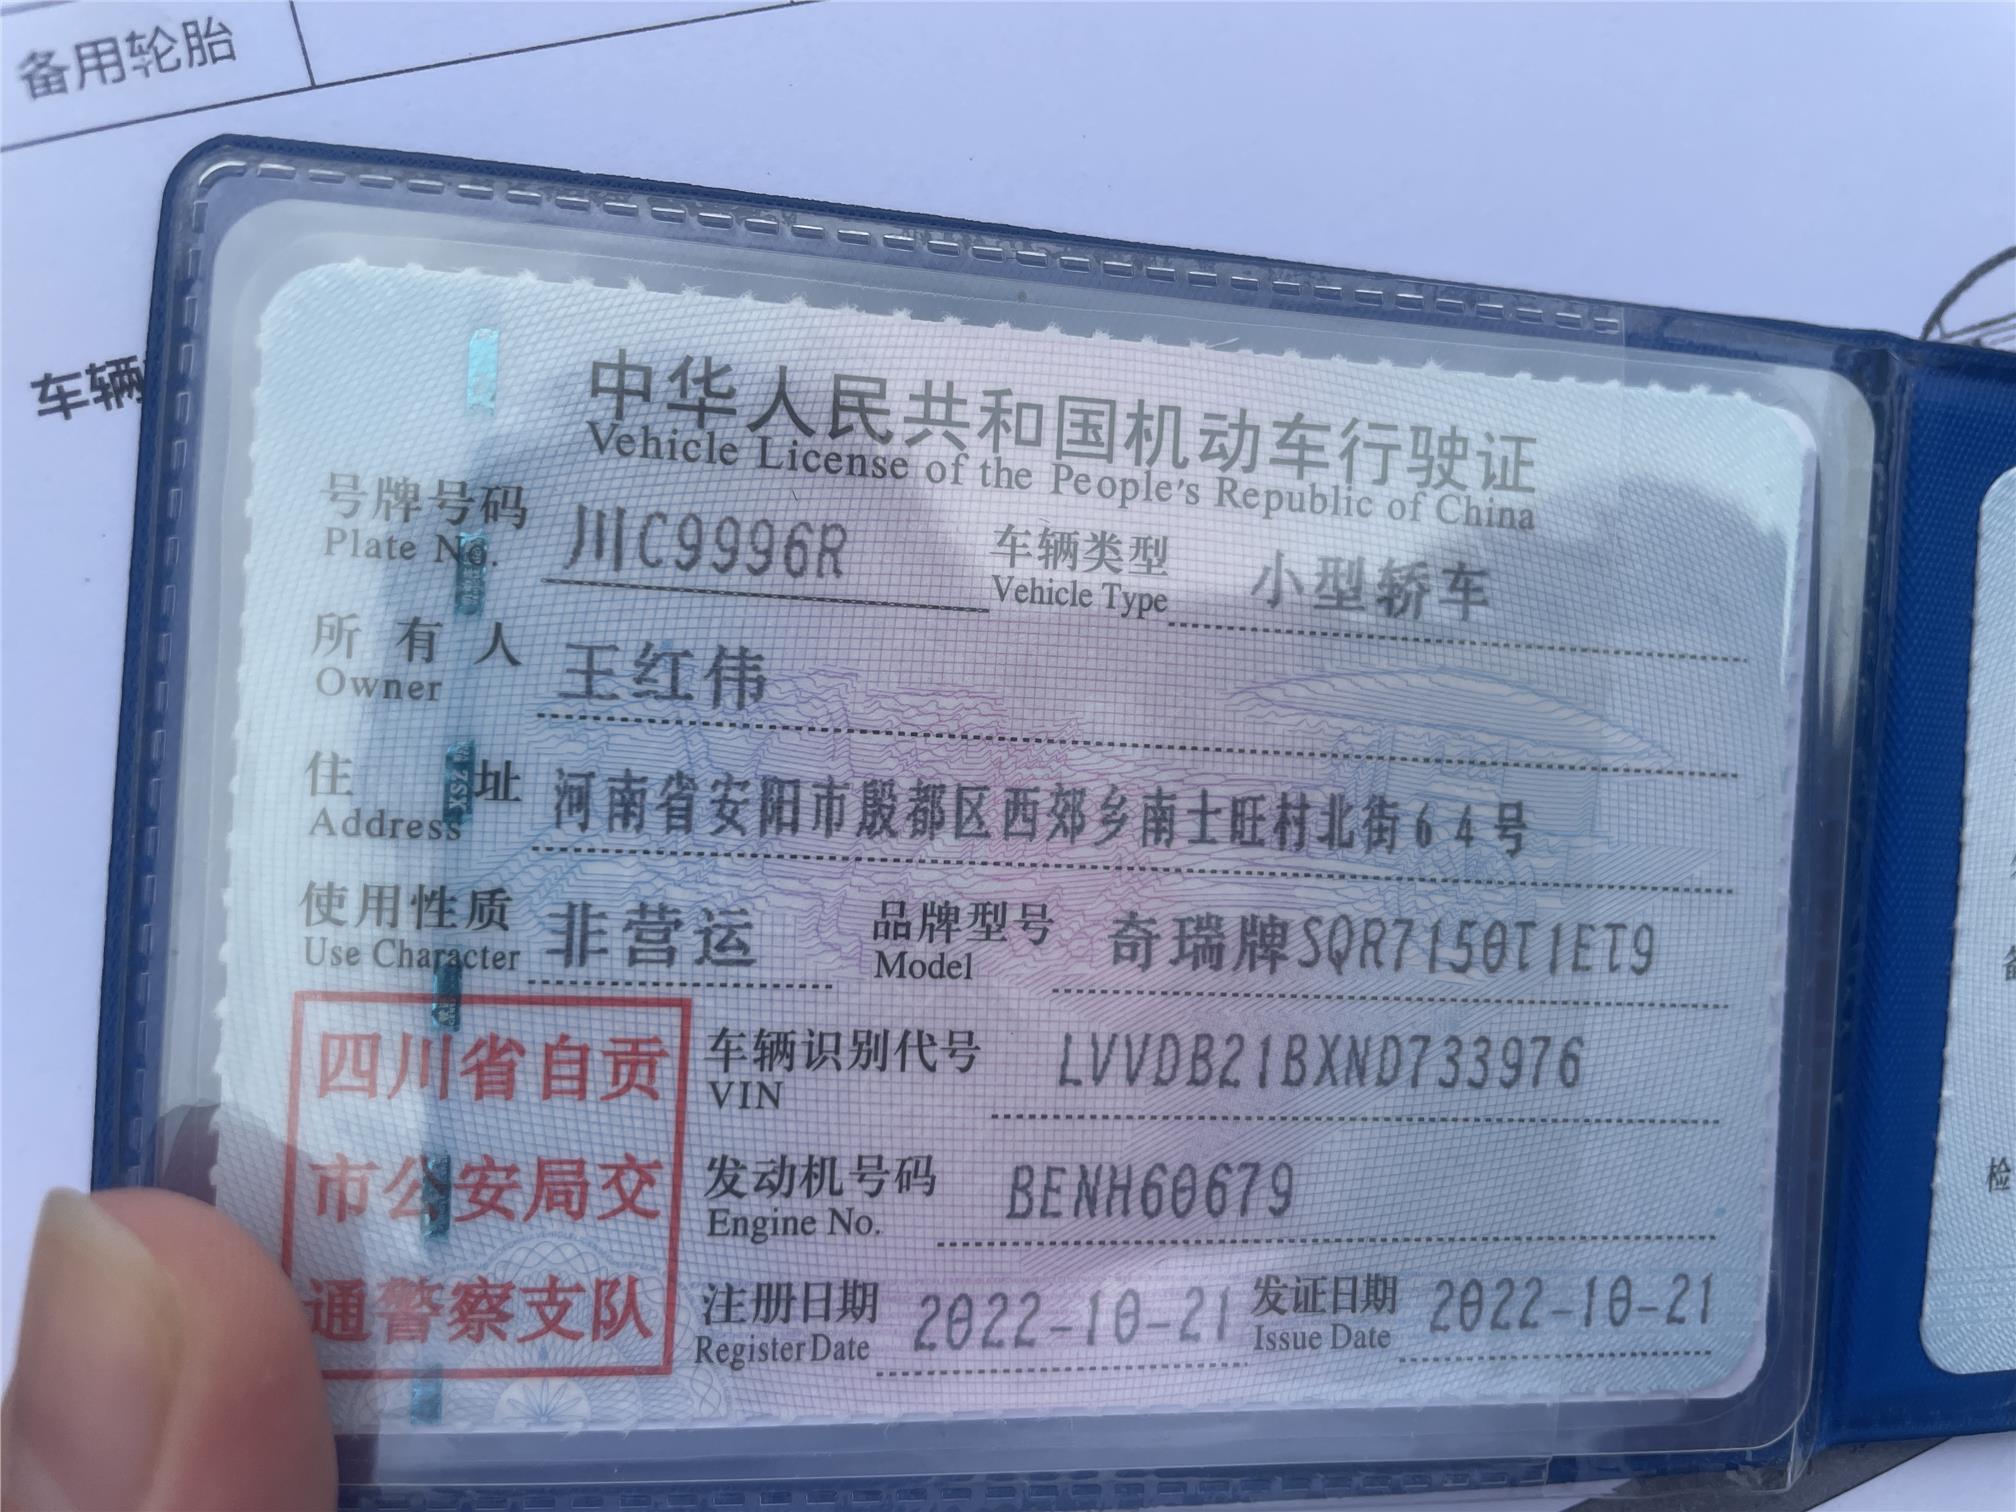 备用轮胎
车辆
中华人民共和国机动车行驶证
Vehicle License of the People's Republic of China
号牌号码 川C9996R 车辆类型 小型轿车
Plate No. Vehicle Type
所有人 王红伟
Owner
住址 河南省安阳市殷都区西郊乡南士旺村北街64号
Address
使用性质 非营运 品牌型号 奇瑞牌SQR7150T1ET9
Use Character Model
四川省自贡
市公安局交
通警察支队
车辆识别代号 LVVDB21BXND733976
VIN
发动机号码 BENH60679
Engine No.
注册日期 2022-10-21 发证日期 2022-10-21
Register Date Issue Date
检